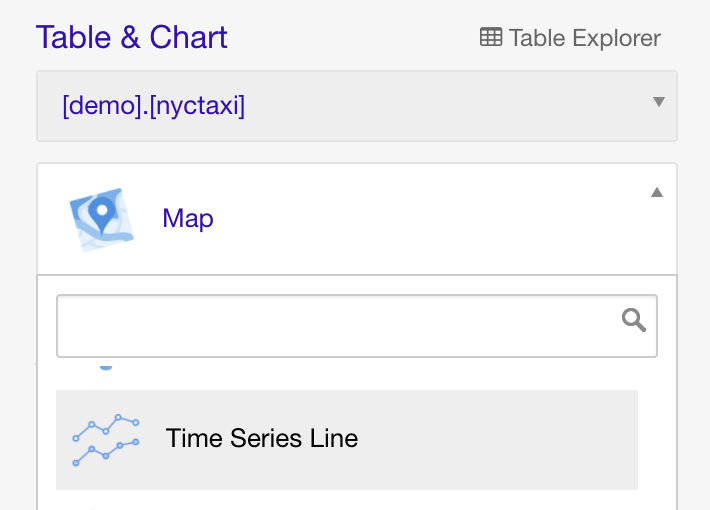 Table & Chart
Table Explorer
[demo].[nyctaxi]
Map
Time Series Line